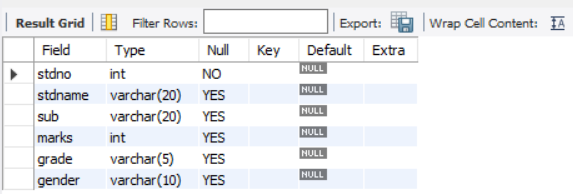 Result Grid Filter Rows: Export: Wrap Cell Content: IA
Field Type Null Key Default Extra
stdno int NO NULL
stdname varchar(20) YES NULL
sub varchar(20) YES NULL
marks int YES NULL
grade varchar(5) YES NULL
gender varchar(10) YES NULL